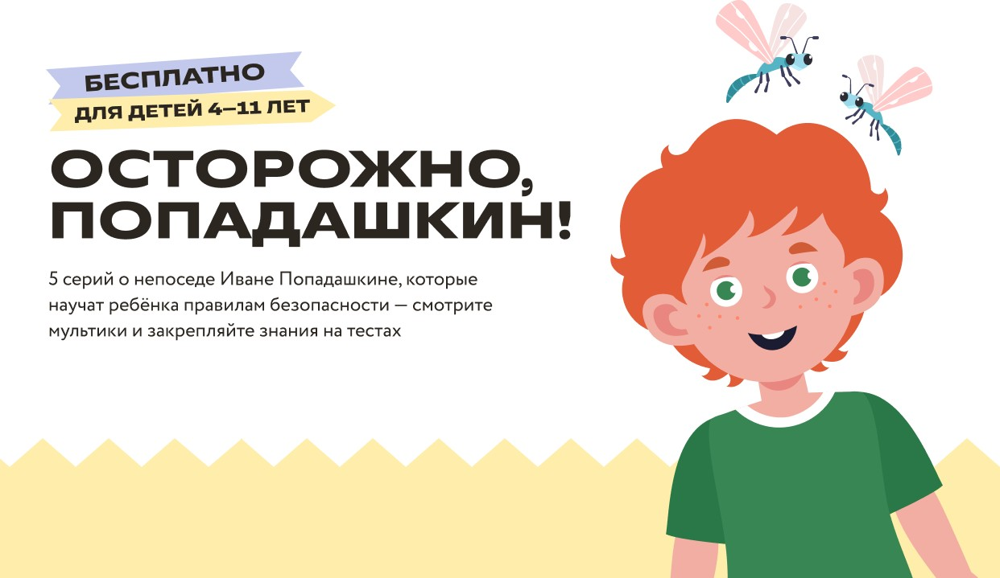 БЕСПЛАТНО
ДЛЯ ДЕТЕЙ 4–11 ЛЕТ
ОСТОРОЖНО,
ПОПАДАШКИН!
5 серий о непоседе Иване Попадашкине, которые
научат ребёнка правилам безопасности — смотрите
мультики и закрепляйте знания на тестах